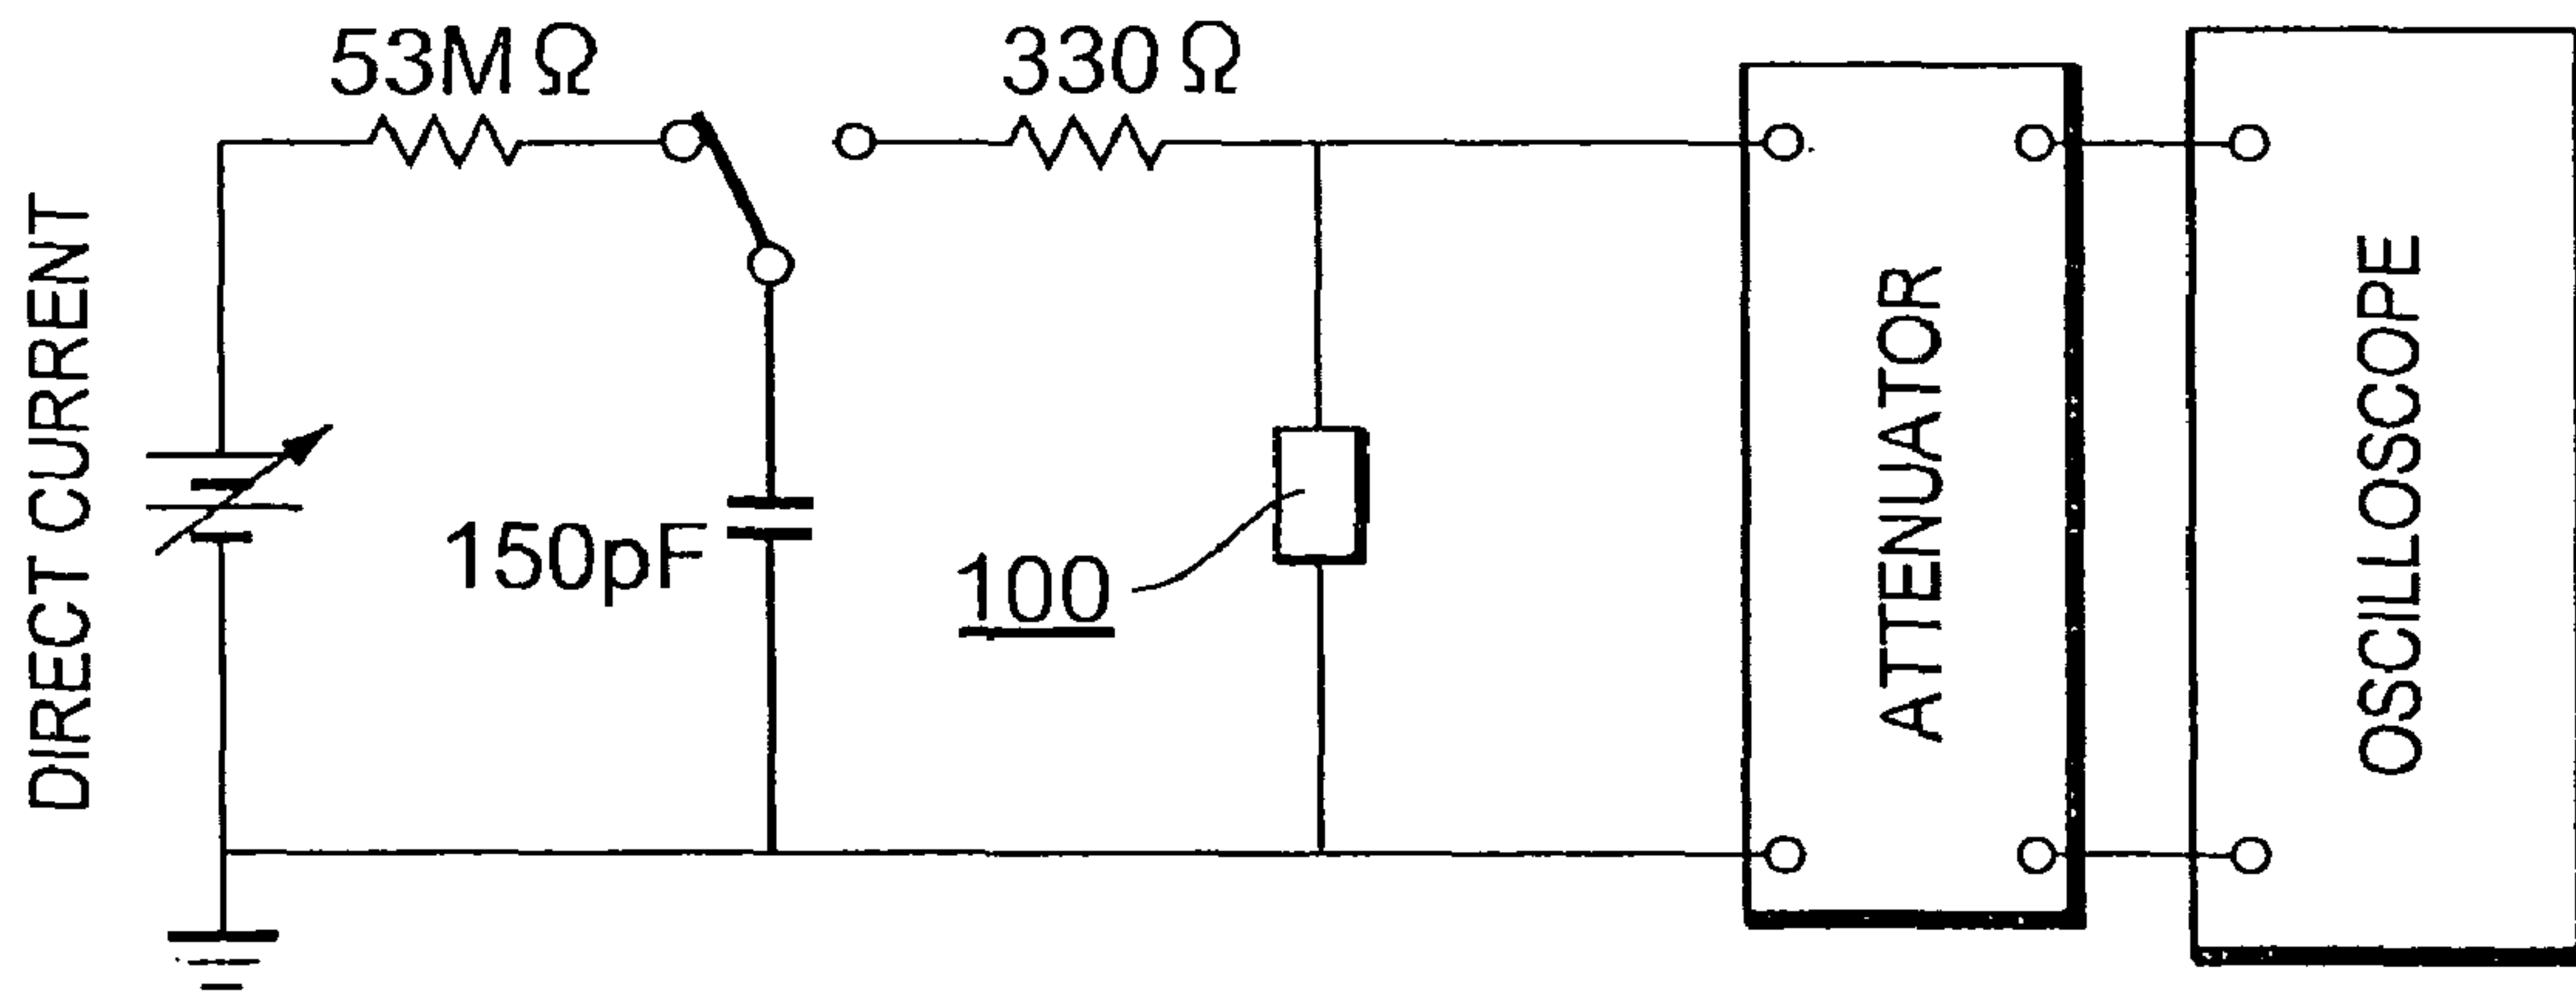 53MΩ
330Ω
DIRECT CURRENT
150pF
100
ATTENUATOR
OSCILLOSCOPE